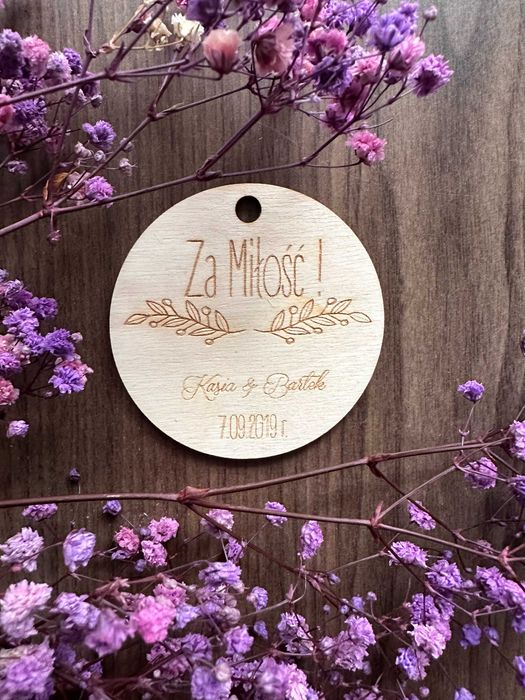 Za Miłość !
Kasia & Bartek
7.09.2019 r.